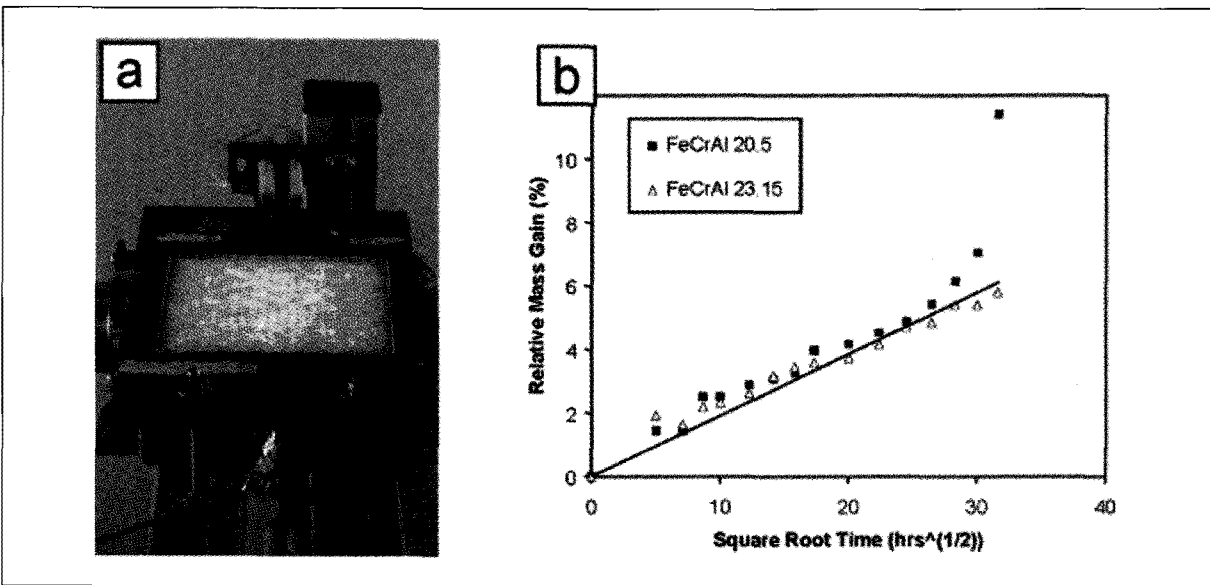 a
b
FeCrAl 20.5
FeCrAl 23.15
Relative Mass Gain (%)
10
8
6
4
2
0
0 10 20 30 40
Square Root Time (hrs^(1/2))